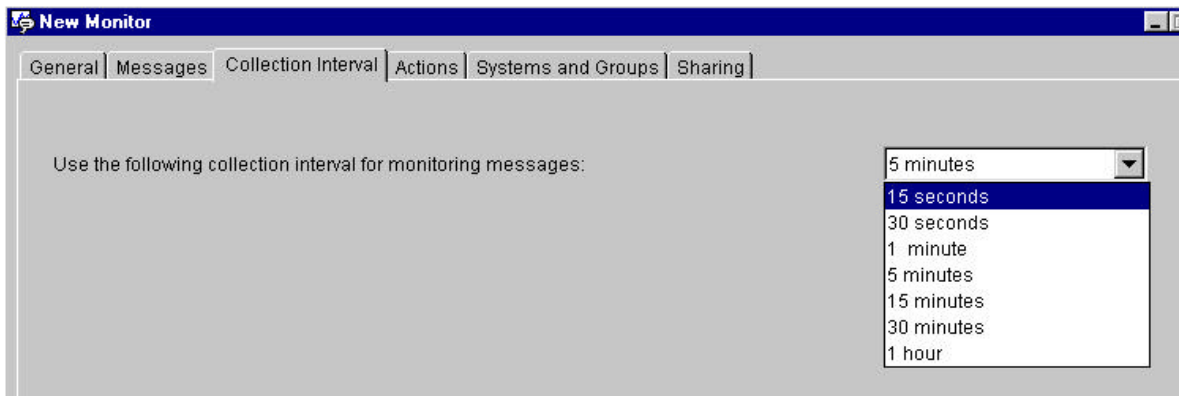 New Monitor
General Messages Collection Interval Actions Systems and Groups Sharing
Use the following collection interval for monitoring messages: 5 minutes
15 seconds
30 seconds
1 minute
5 minutes
15 minutes
30 minutes
1 hour